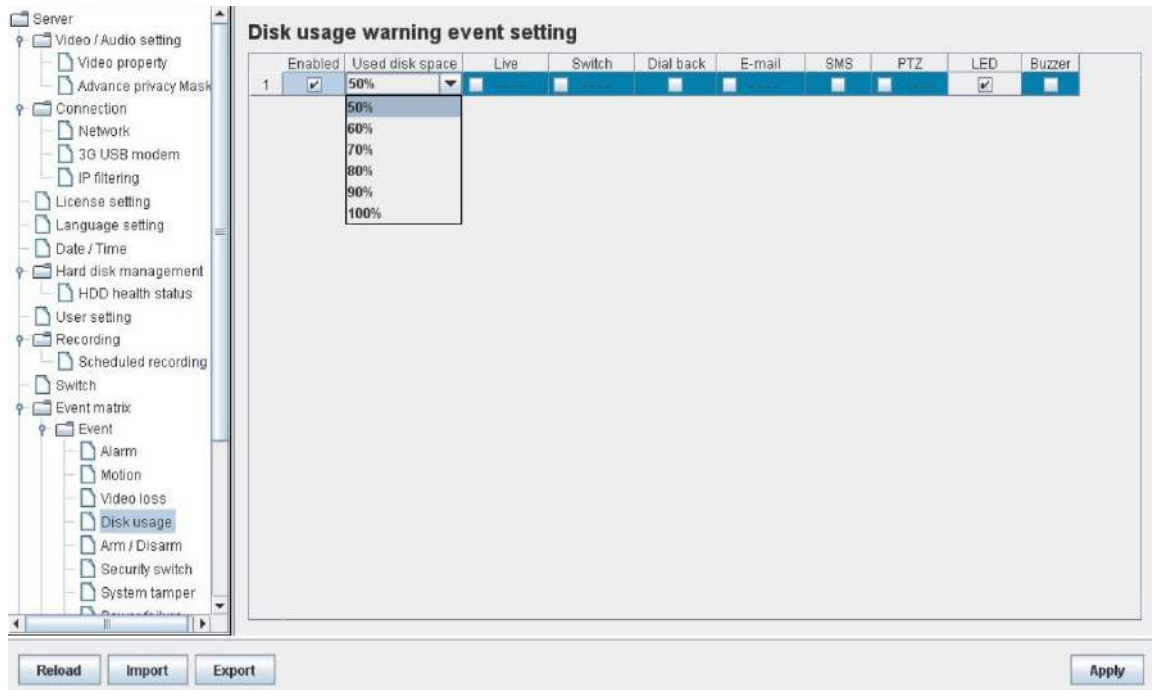 Server
Video / Audio setting
Video property
Advance privacy Mask
Connection
Network
3G USB modem
IP filtering
License setting
Language setting
Date / Time
Hard disk management
HDD health status
User setting
Recording
Scheduled recording
Switch
Event matrix
Event
Alarm
Motion
Video loss
Disk usage
Arm / Disarm
Security switch
System tamper
Disk usage warning event setting
Enabled Used disk space Live Switch Dial back E-mail SMS PTZ LED Buzzer
1 50% ---- ---- ---- ----
50%
60%
70%
80%
90%
100%
Reload Import Export Apply